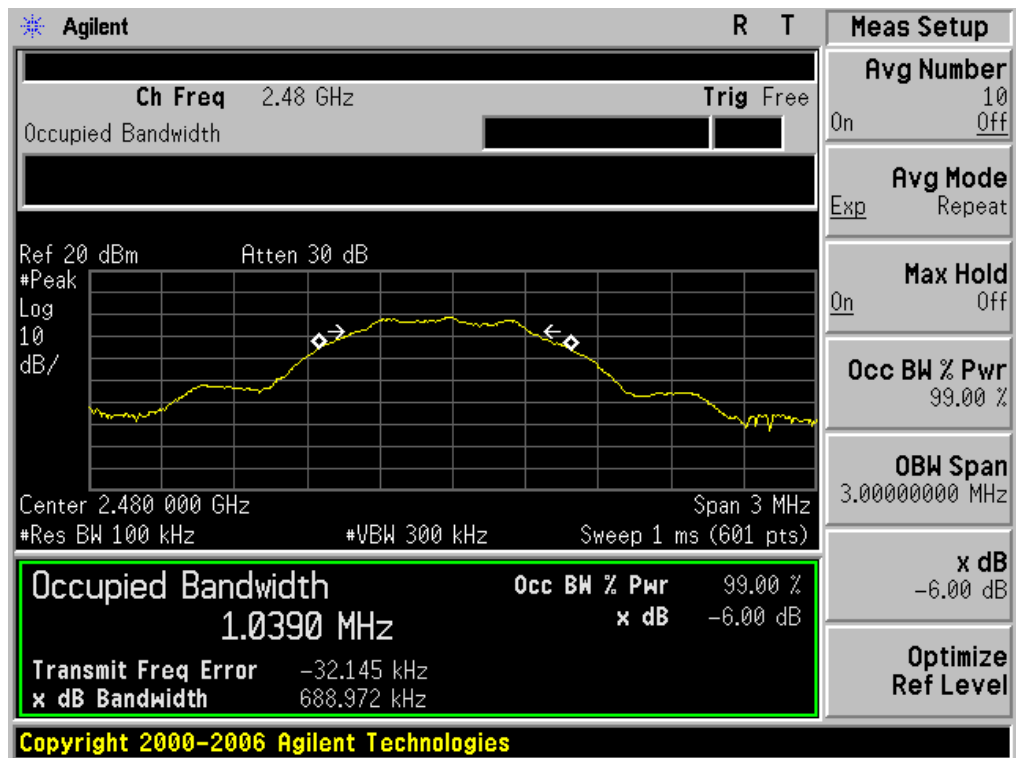 Agilent R T
Ch Freq 2.48 GHz Trig Free
Occupied Bandwidth
Ref 20 dBm Atten 30 dB
#Peak
Log
10
dB/
Center 2.480 000 GHz Span 3 MHz
#Res BW 100 kHz #VBW 300 kHz Sweep 1 ms (601 pts)
Occupied Bandwidth Occ BW % Pwr 99.00 %
1.0390 MHz x dB -6.00 dB
Transmit Freq Error -32.145 kHz
x dB Bandwidth 688.972 kHz
Copyright 2000-2006 Agilent Technologies
Meas Setup
Avg Number
10
On Off
Avg Mode
Exp Repeat
Max Hold
On Off
Occ BW % Pwr
99.00 %
OBW Span
3.00000000 MHz
x dB
-6.00 dB
Optimize
Ref Level